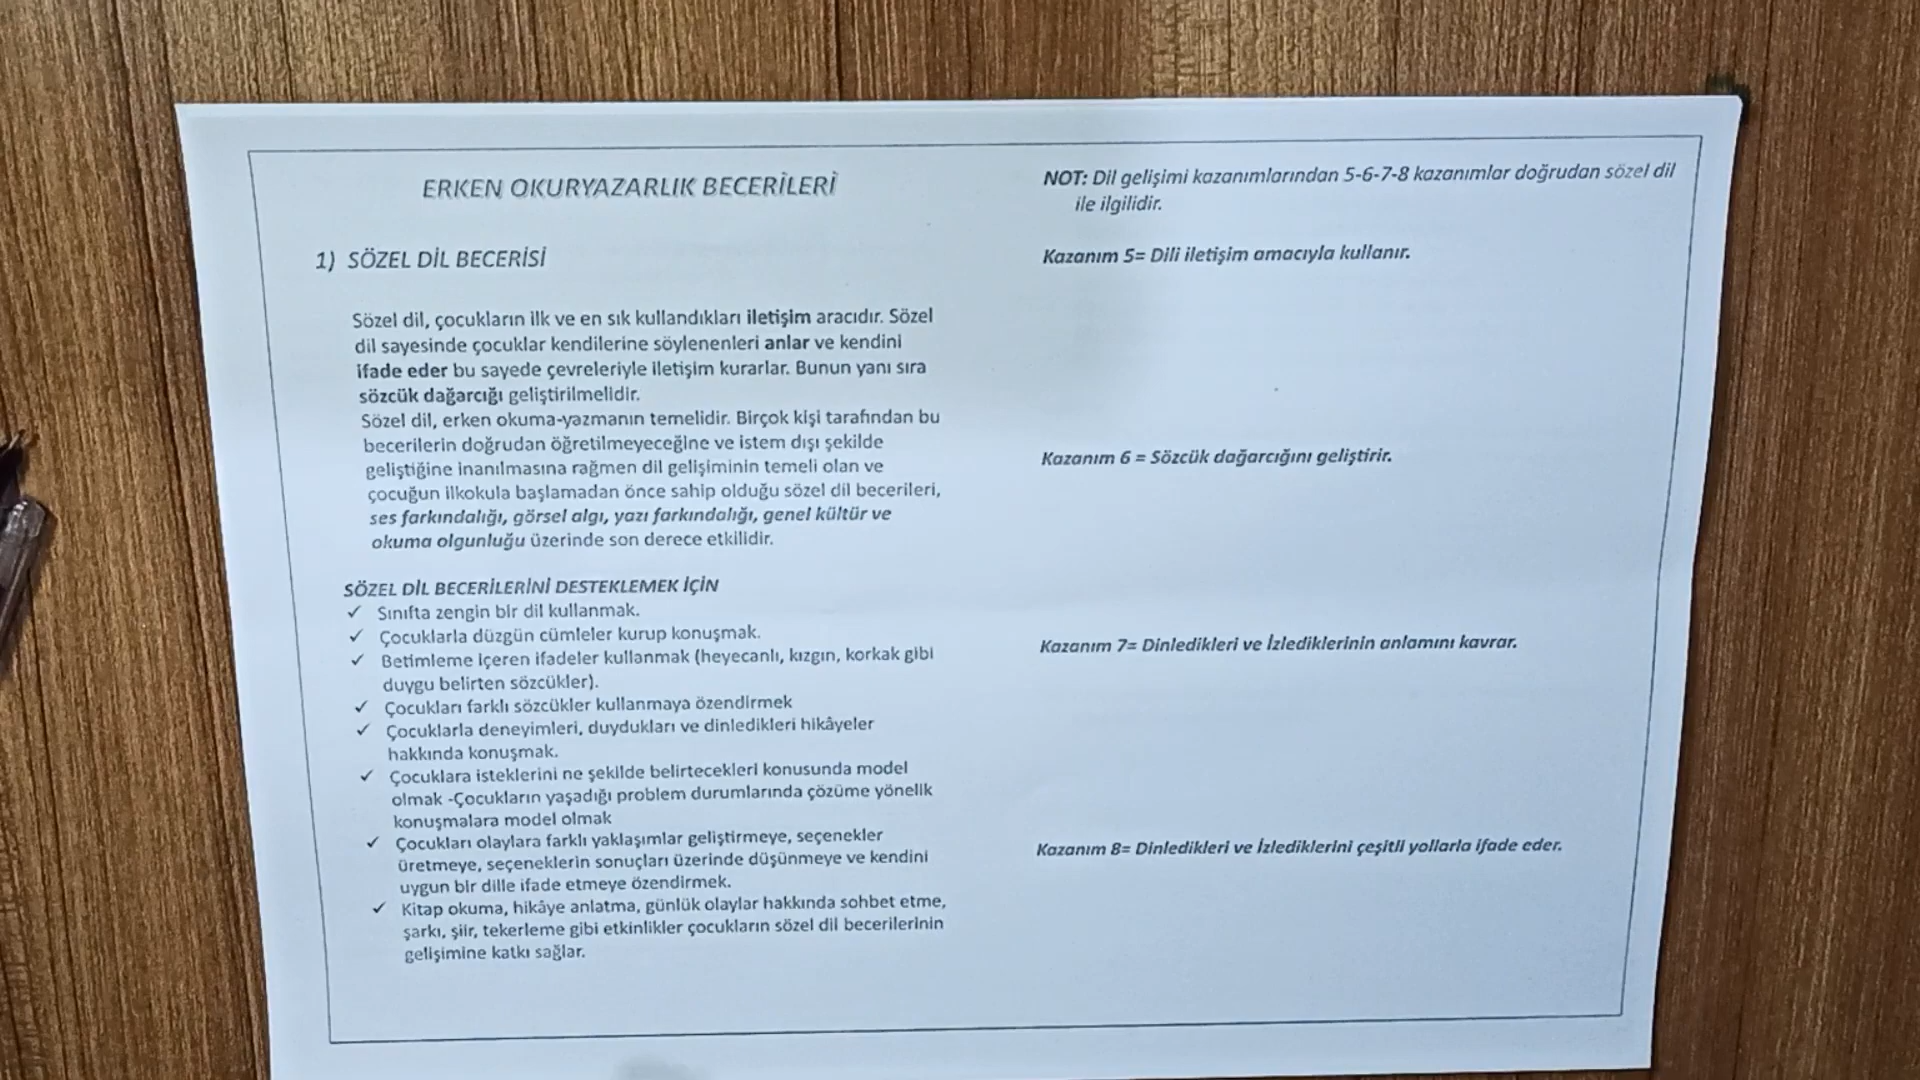 ERKEN OKURYAZARLIK BECERİLERİ
1) SÖZEL DİL BECERİSİ
Sözel dil, çocukların ilk ve en sık kullandıkları iletişim aracıdır. Sözel
dil sayesinde çocuklar kendilerine söylenenleri anlar ve kendini
ifade eder bu sayede çevreleriyle iletişim kurarlar. Bunun yanı sıra
sözcük dağarcığı geliştirilmelidir.
Sözel dil, erken okuma-yazmanın temelidir. Birçok kişi tarafından bu
becerilerin doğrudan öğretilmeyeceğine ve istem dışı şekilde
geliştiğine inanılmasına rağmen dil gelişiminin temeli olan ve
çocuğun ilkokula başlamadan önce sahip olduğu sözel dil becerileri,
ses farkındalığı, görsel algı, yazı farkındalığı, genel kültür ve
okuma olgunluğu üzerinde son derece etkilidir.
SÖZEL DİL BECERİLERİNİ DESTEKLEMEK İÇİN
✓ Sınıfta zengin bir dil kullanmak.
✓ Çocuklarla düzgün cümleler kurup konuşmak.
✓ Betimleme içeren ifadeler kullanmak (heyecanlı, kızgın, korkak gibi
duygu belirten sözcükler).
✓ Çocukları farklı sözcükler kullanmaya özendirmek
✓ Çocuklarla deneyimleri, duydukları ve dinledikleri hikâyeler
hakkında konuşmak.
✓ Çocuklara isteklerini ne şekilde belirtecekleri konusunda model
olmak -Çocukların yaşadığı problem durumlarında çözüme yönelik
konuşmalara model olmak
✓ Çocukları olaylara farklı yaklaşımlar geliştirmeye, seçenekler
üretmeye, seçeneklerin sonuçları üzerinde düşünmeye ve kendini
uygun bir dille ifade etmeye özendirmek.
✓ Kitap okuma, hikâye anlatma, günlük olaylar hakkında sohbet etme,
şarkı, şiir, tekerleme gibi etkinlikler çocukların sözel dil becerilerinin
gelişimine katkı sağlar.
NOT: Dil gelişimi kazanımlarından 5-6-7-8 kazanımlar doğrudan sözel dil
ile ilgilidir.
Kazanım 5= Dili iletişim amacıyla kullanır.
Kazanım 6 = Sözcük dağarcığını geliştirir.
Kazanım 7= Dinledikleri ve İzlediklerinin anlamını kavrar.
Kazanım 8= Dinledikleri ve İzlediklerini çeşitli yollarla ifade eder.